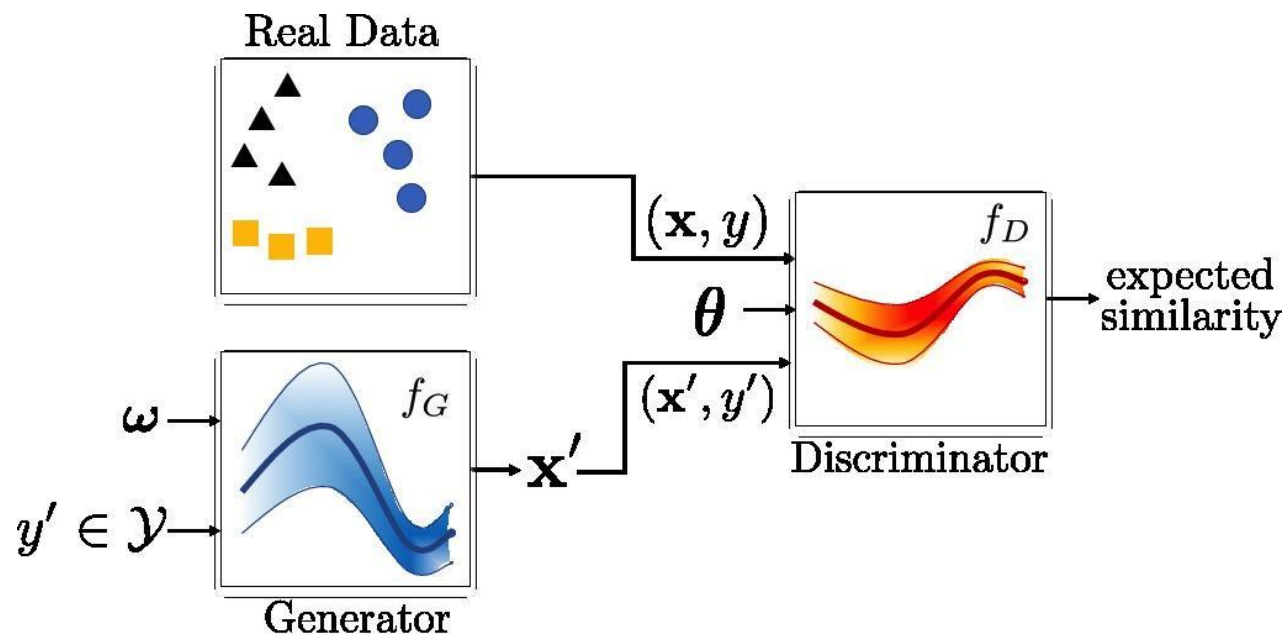 Real Data
(x, y)
f_D
θ
expected
similarity
(x′, y′)
Discriminator
ω
f_G
x′
y′ ∈ 𝒴
Generator